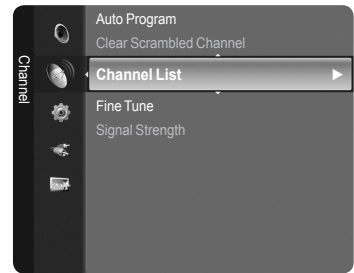 Channel
Auto Program
Clear Scrambled Channel
Channel List
Fine Tune
Signal Strength